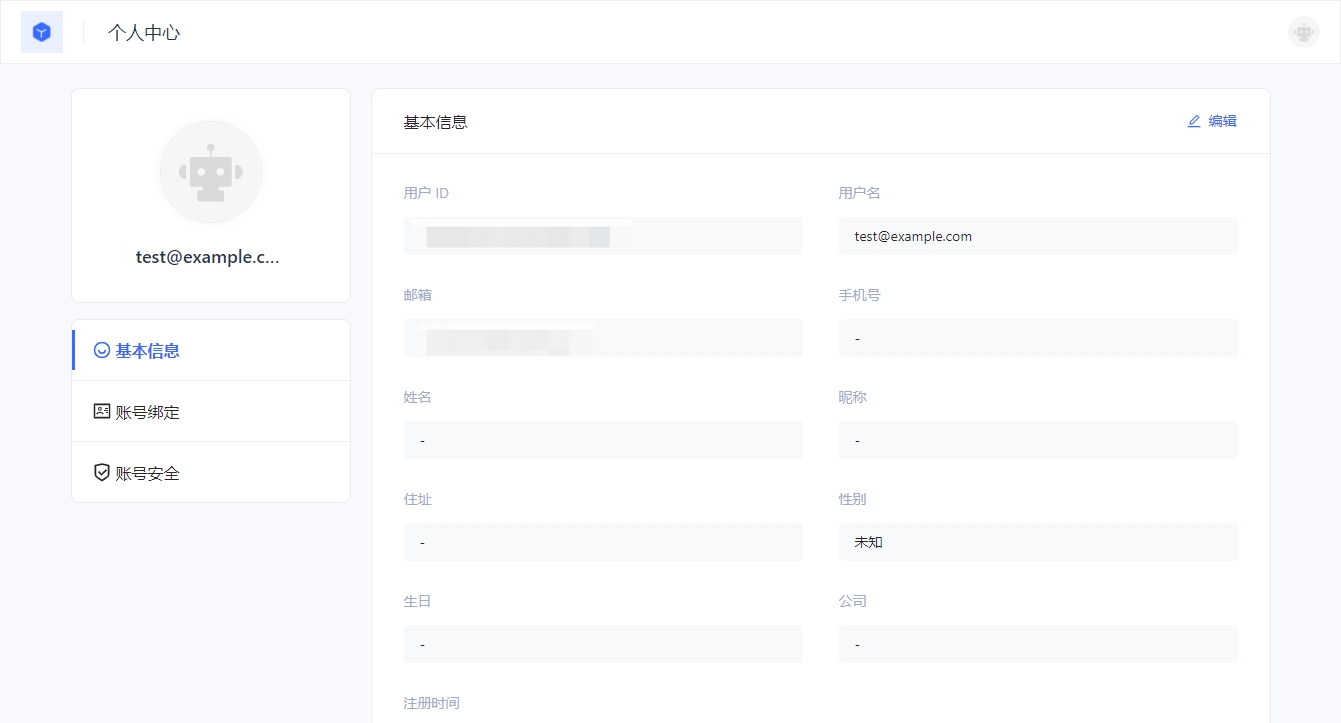 个人中心
test@example.c...
基本信息
账号绑定
账号安全
基本信息
编辑
用户 ID
用户名
test@example.com
邮箱
手机号
-
姓名
昵称
-
-
住址
性别
-
未知
生日
公司
-
-
注册时间